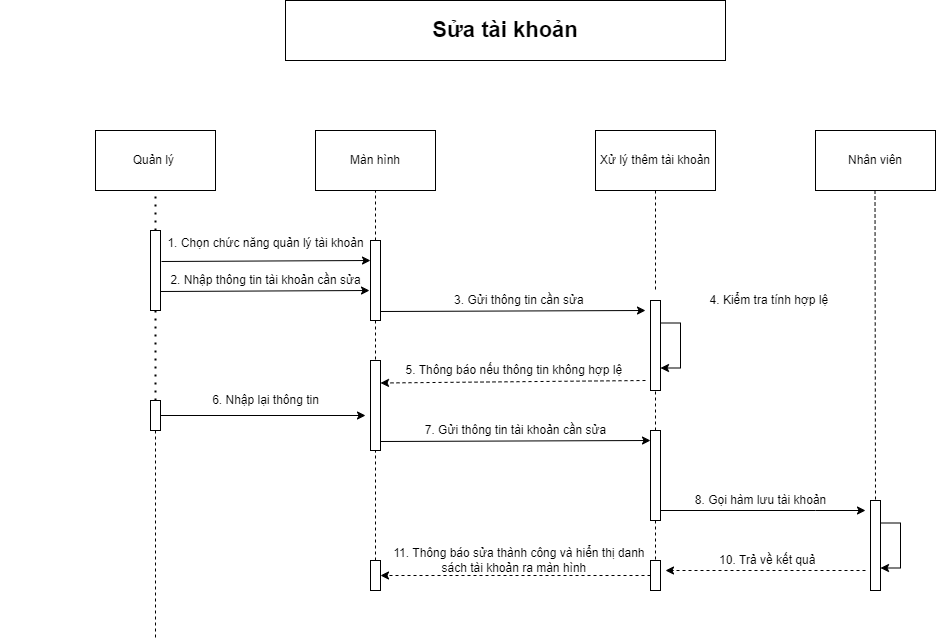 Sửa tài khoản
Quản lý
Màn hình
Xử lý thêm tải khoản
Nhân viên
1. Chọn chức năng quản lý tài khoản
2. Nhập thông tin tài khoản cần sửa
3. Gửi thông tin cần sửa
4. Kiểm tra tính hợp lệ
5. Thông báo nếu thông tin không hợp lệ
6. Nhập lại thông tin
7. Gửi thông tin tài khoản cần sửa
8. Gọi hàm lưu tài khoản
11. Thông báo sửa thành công và hiển thị danh
sách tài khoản ra màn hình
10. Trả về kết quả